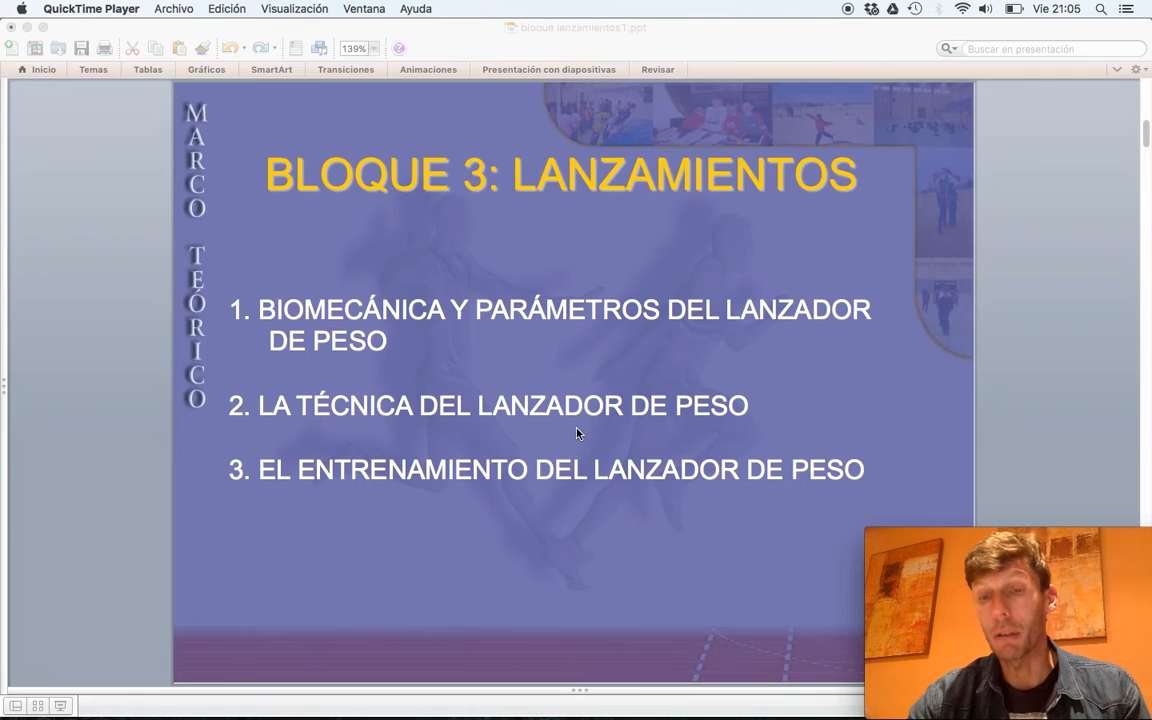 QuickTime Player Archivo Edición Visualización Ventana Ayuda Vie 21:05
bloque lanzamientos1.ppt
139% Buscar en presentación
Inicio Temas Tablas Gráficos SmartArt Transiciones Animaciones Presentación con diapositivas Revisar
MARCO TEÓRICO
BLOQUE 3: LANZAMIENTOS
1. BIOMECÁNICA Y PARÁMETROS DEL LANZADOR
DE PESO
2. LA TÉCNICA DEL LANZADOR DE PESO
3. EL ENTRENAMIENTO DEL LANZADOR DE PESO